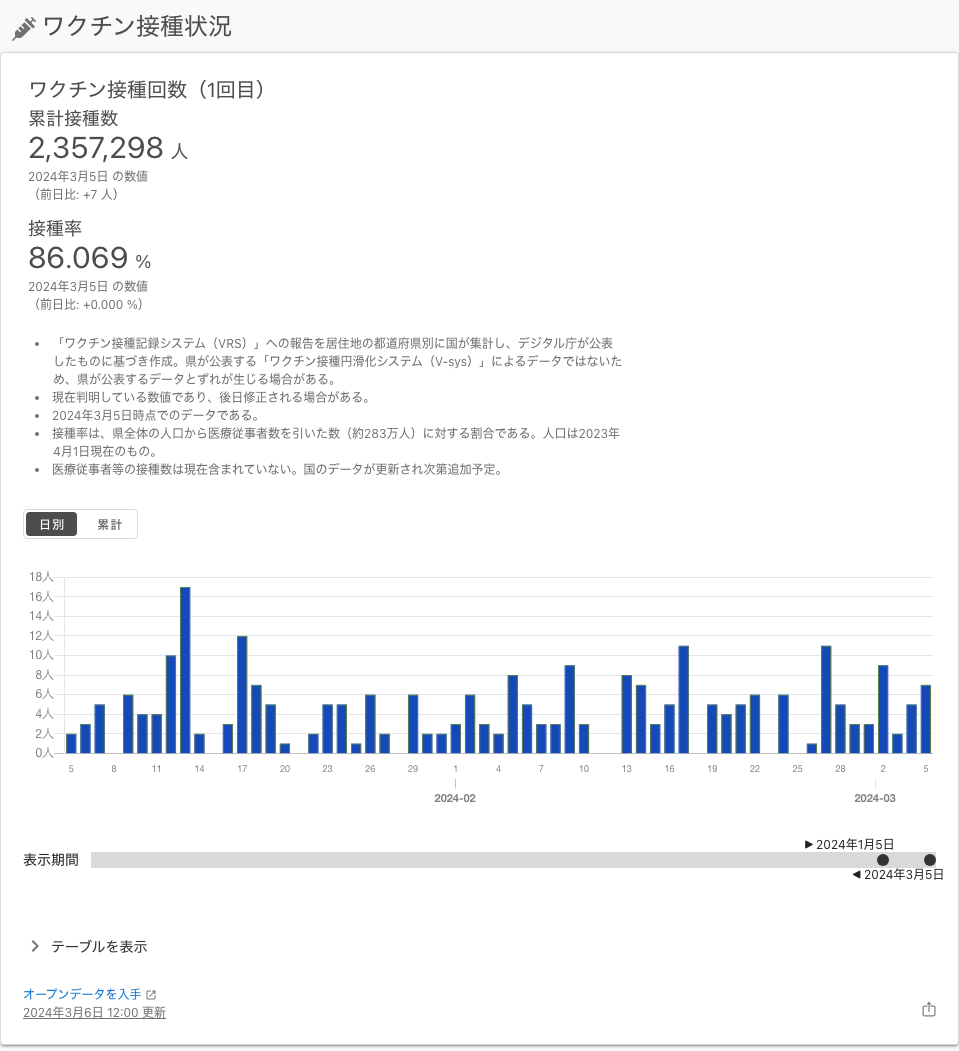 ワクチン接種状況
ワクチン接種回数（1回目）
累計接種数
2,357,298 人
2024年3月5日 の数値
（前日比: +7 人）
接種率
86.069 %
2024年3月5日 の数値
（前日比: +0.000 %）
• 「ワクチン接種記録システム（VRS）」への報告を居住地の都道府県別に国が集計し、デジタル庁が公表
したものに基づき作成。県が公表する「ワクチン接種円滑化システム（V-sys）」によるデータではないた
め、県が公表するデータとずれが生じる場合がある。
• 現在判明している数値であり、後日修正される場合がある。
• 2024年3月5日時点でのデータである。
• 接種率は、県全体の人口から医療従事者数を引いた数（約283万人）に対する割合である。人口は2023年
4月1日現在のもの。
• 医療従事者等の接種数は現在含まれていない。国のデータが更新され次第追加予定。
日別 累計
18人
16人
14人
12人
10人
8人
6人
4人
2人
0人
5 8 11 14 17 20 23 26 29 1 4 7 10 13 16 19 22 25 28 2 5
2024-02 2024-03
▶ 2024年1月5日
表示期間
◀ 2024年3月5日
テーブルを表示
オープンデータを入手
2024年3月6日 12:00 更新